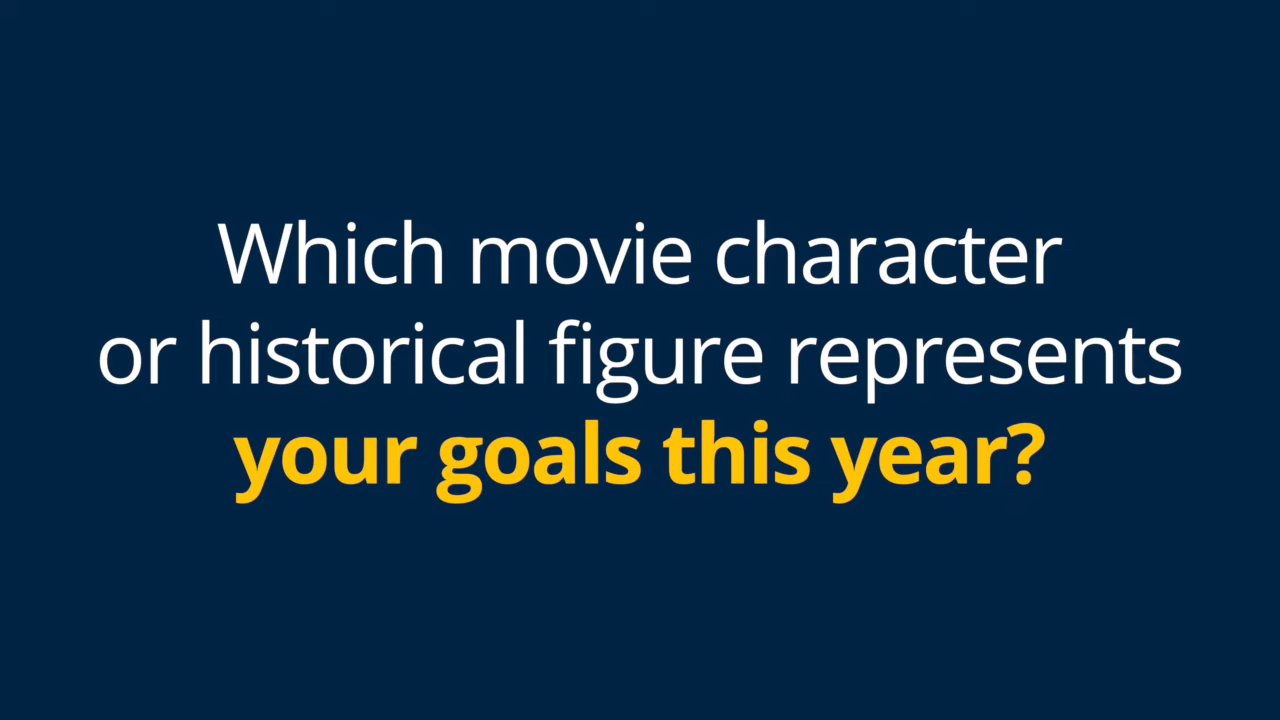 Which movie character
or historical figure represents
your goals this year?